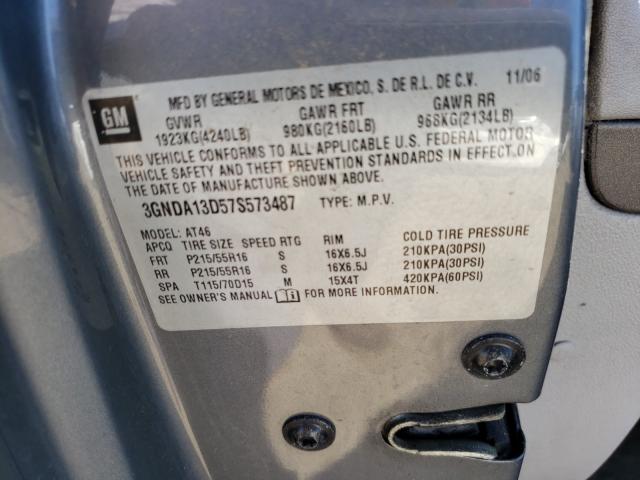 GM
MFD BY GENERAL MOTORS DE MEXICO, S. DE R.L. DE C.V. 11/06
GVWR GAWR FRT GAWR RR
1923KG(4240LB) 980KG(2160LB) 968KG(2134LB)
THIS VEHICLE CONFORMS TO ALL APPLICABLE U.S. FEDERAL MOTOR
VEHICLE SAFETY AND THEFT PREVENTION STANDARDS IN EFFECT ON
THE DATE OF MANUFACTURE SHOWN ABOVE.
3GNDA13D57S573487 TYPE: M.P.V.
MODEL: AT46
APCQ TIRE SIZE SPEED RTG RIM COLD TIRE PRESSURE
FRT P215/55R16 S 16X6.5J 210KPA(30PSI)
RR P215/55R16 S 16X6.5J 210KPA(30PSI)
SPA T115/70D15 M 15X4T 420KPA(60PSI)
SEE OWNER'S MANUAL FOR MORE INFORMATION.